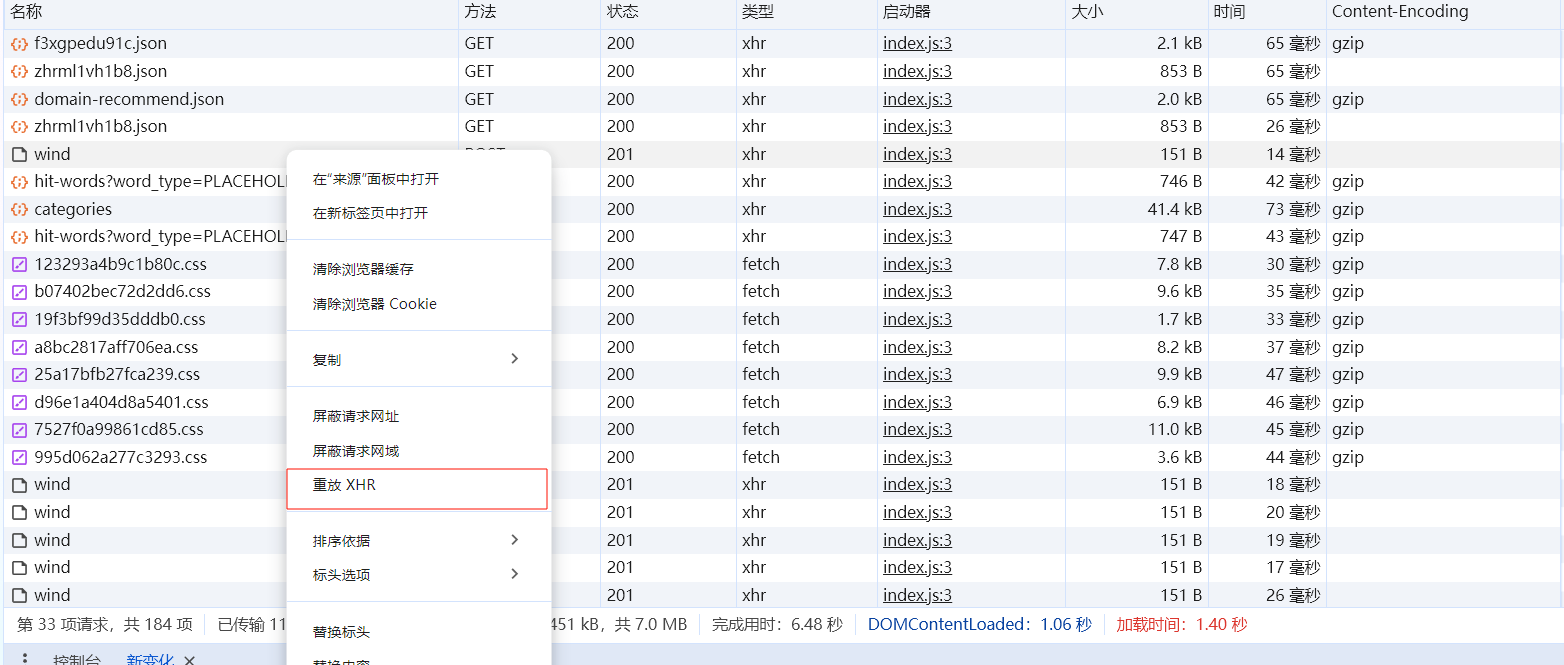 名称 方法 状态 类型 启动器 大小 时间 Content-Encoding
f3xgpedu91c.json GET 200 xhr index.js:3 2.1 kB 65 毫秒 gzip
zhrml1vh1b8.json GET 200 xhr index.js:3 853 B 65 毫秒
domain-recommend.json GET 200 xhr index.js:3 2.0 kB 65 毫秒 gzip
zhrml1vh1b8.json GET 200 xhr index.js:3 853 B 26 毫秒
wind 201 xhr index.js:3 151 B 14 毫秒
hit-words?word_type=PLACEHOL 200 xhr index.js:3 746 B 42 毫秒 gzip
categories 200 xhr index.js:3 41.4 kB 73 毫秒 gzip
hit-words?word_type=PLACEHOL 200 xhr index.js:3 747 B 43 毫秒 gzip
123293a4b9c1b80c.css 200 fetch index.js:3 7.8 kB 30 毫秒 gzip
b07402bec72d2dd6.css 200 fetch index.js:3 9.6 kB 35 毫秒 gzip
19f3bf99d35dddb0.css 200 fetch index.js:3 1.7 kB 33 毫秒 gzip
a8bc2817aff706ea.css 200 fetch index.js:3 8.2 kB 37 毫秒 gzip
25a17bfb27fca239.css 200 fetch index.js:3 9.9 kB 47 毫秒 gzip
d96e1a404d8a5401.css 200 fetch index.js:3 6.9 kB 46 毫秒 gzip
7527f0a99861cd85.css 200 fetch index.js:3 11.0 kB 45 毫秒 gzip
995d062a277c3293.css 200 fetch index.js:3 3.6 kB 44 毫秒 gzip
wind 201 xhr index.js:3 151 B 18 毫秒
wind 201 xhr index.js:3 151 B 20 毫秒
wind 201 xhr index.js:3 151 B 19 毫秒
wind 201 xhr index.js:3 151 B 17 毫秒
wind 201 xhr index.js:3 151 B 26 毫秒
在“来源”面板中打开
在新标签页中打开
清除浏览器缓存
清除浏览器 Cookie
复制
屏蔽请求网址
屏蔽请求网域
重放 XHR
排序依据
标头选项
替换标头
替换内容
第 33 项请求，共 184 项 已传输 11 451 kB，共 7.0 MB 完成用时：6.48 秒 DOMContentLoaded：1.06 秒 加载时间：1.40 秒
控制台 新变化